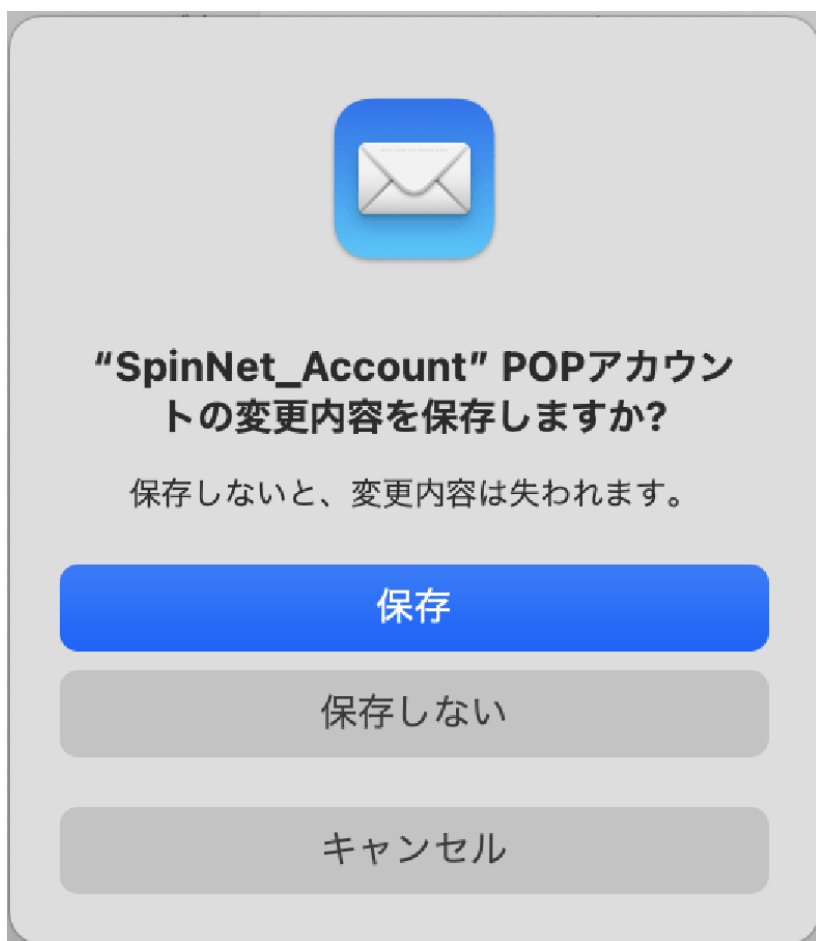 “SpinNet_Account” POPアカウン
トの変更内容を保存しますか?
保存しないと、変更内容は失われます。
保存
保存しない
キャンセル